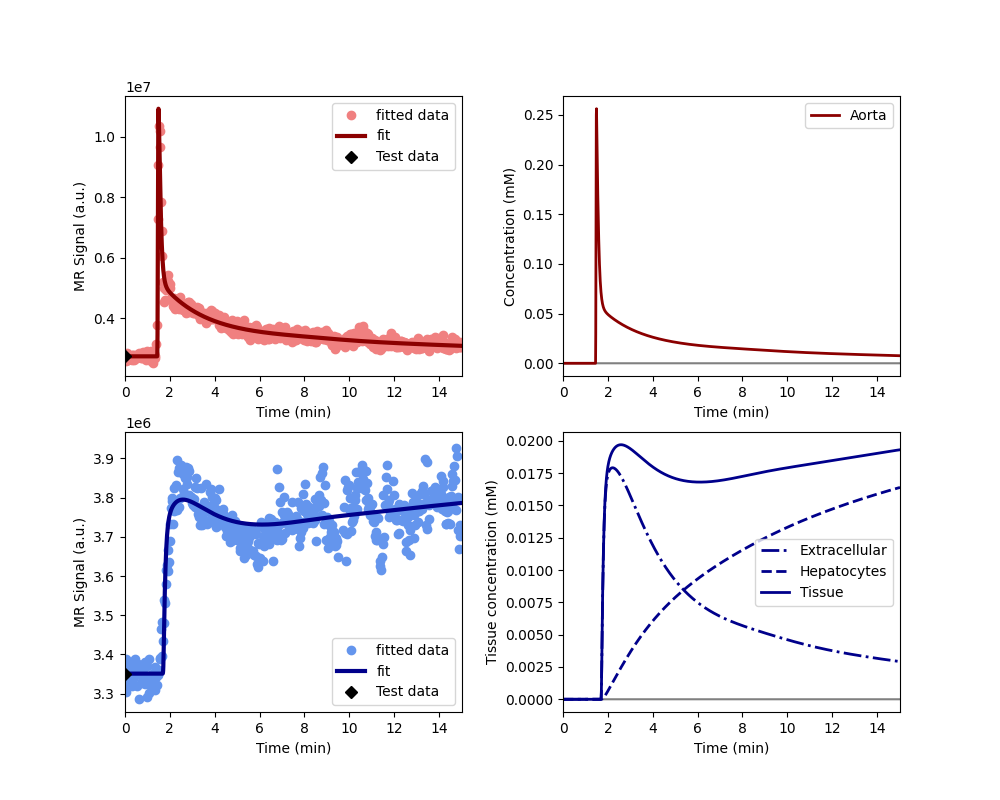 1e7
MR Signal (a.u.)
1.0
0.8
0.6
0.4
fitted data
fit
Test data
0 2 4 6 8 10 12 14
Time (min)
Concentration (mM)
0.25
0.20
0.15
0.10
0.05
0.00
Aorta
0 2 4 6 8 10 12 14
Time (min)
1e6
MR Signal (a.u.)
3.9
3.8
3.7
3.6
3.5
3.4
3.3
fitted data
fit
Test data
0 2 4 6 8 10 12 14
Time (min)
Tissue concentration (mM)
0.0200
0.0175
0.0150
0.0125
0.0100
0.0075
0.0050
0.0025
0.0000
Extracellular
Hepatocytes
Tissue
0 2 4 6 8 10 12 14
Time (min)